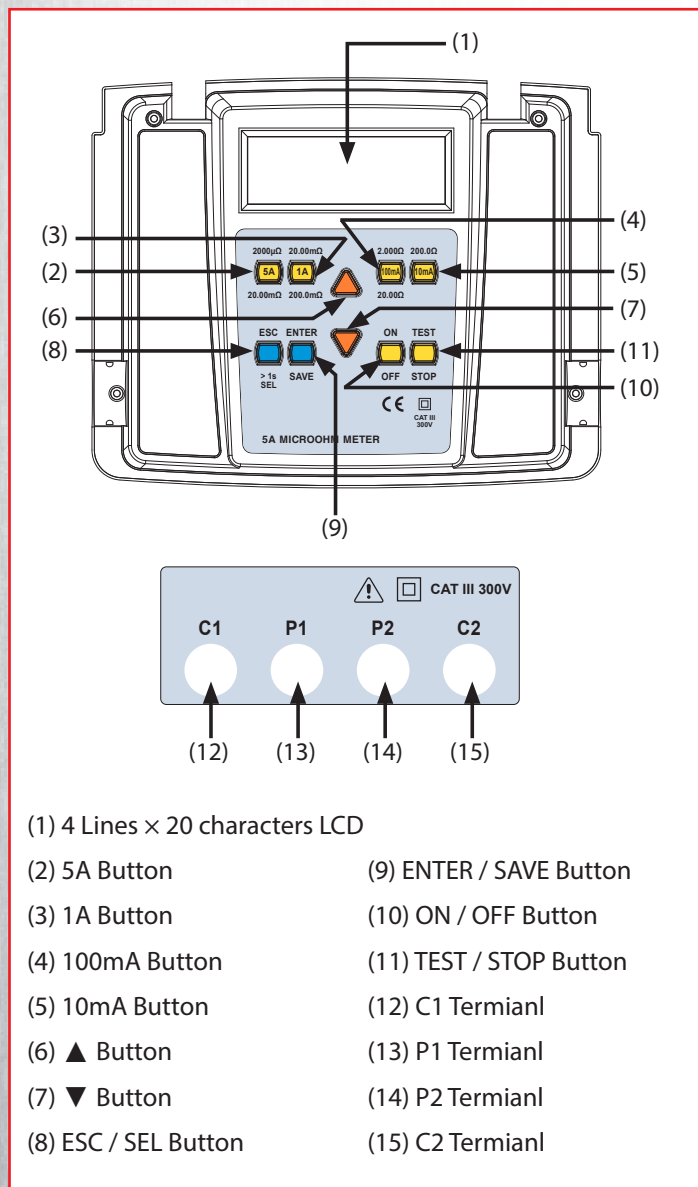 (1)
(3)
(4)
2000μΩ 20.00mΩ 2.000Ω 200.0Ω
(2) 5A 1A 100mA 10mA (5)
20.00mΩ 200.0mΩ 20.00Ω
(6)
(7)
ESC ENTER ON TEST
(8)
(11)
> 1s
SEL SAVE OFF STOP
(10)
CE
CAT III
300V
5A MICROOHM METER
(9)
CAT III 300V
C1 P1 P2 C2
(12) (13) (14) (15)
(1) 4 Lines × 20 characters LCD
(2) 5A Button
(3) 1A Button
(4) 100mA Button
(5) 10mA Button
(6) ▲ Button
(7) ▼ Button
(8) ESC / SEL Button
(9) ENTER / SAVE Button
(10) ON / OFF Button
(11) TEST / STOP Button
(12) C1 Termianl
(13) P1 Termianl
(14) P2 Termianl
(15) C2 Termianl